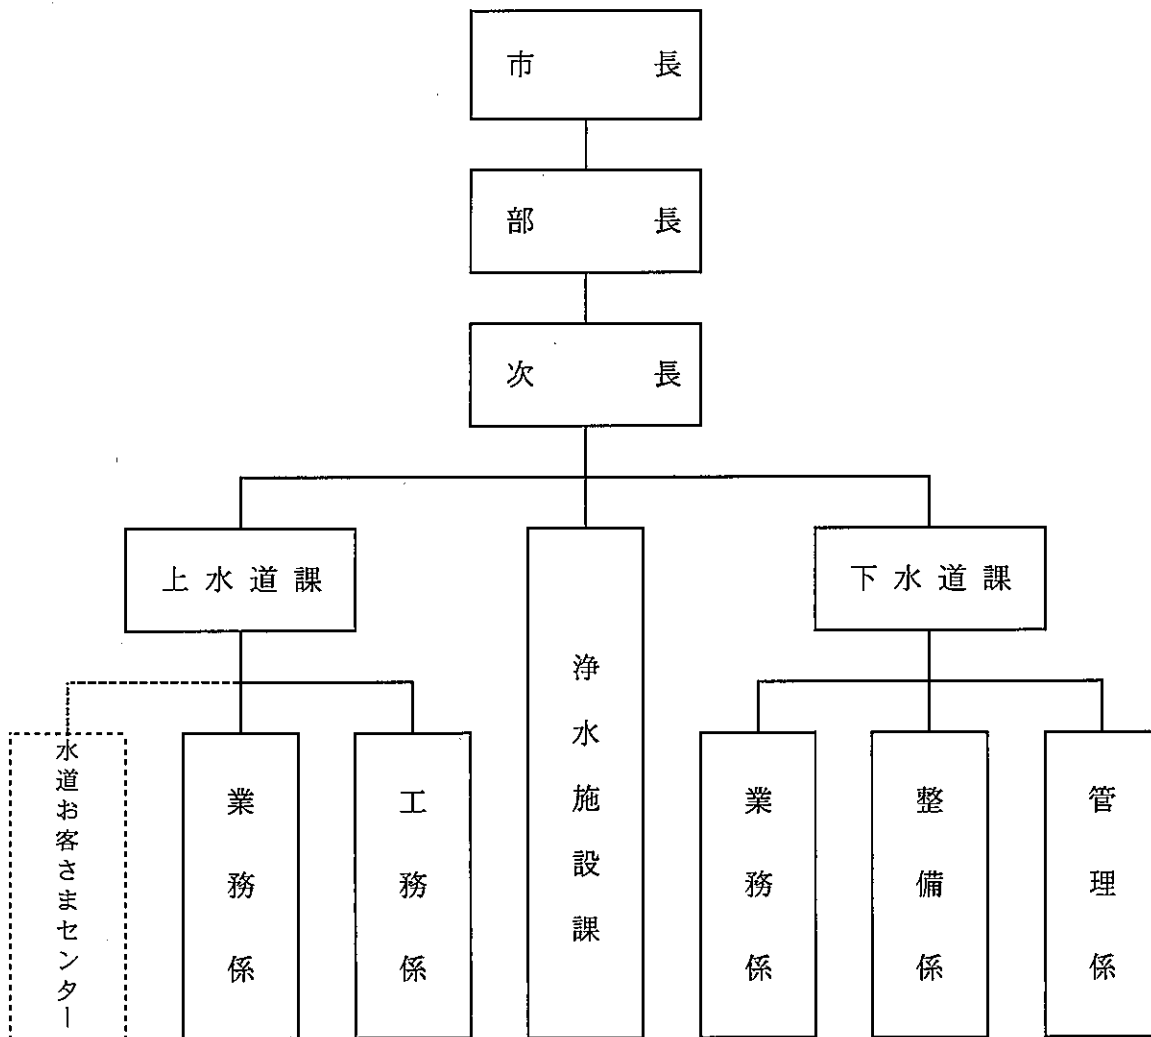 市長
部長
次長
上水道課
浄水施設課
下水道課
水道お客さまセンター
業務係
工務係
業務係
整備係
管理係